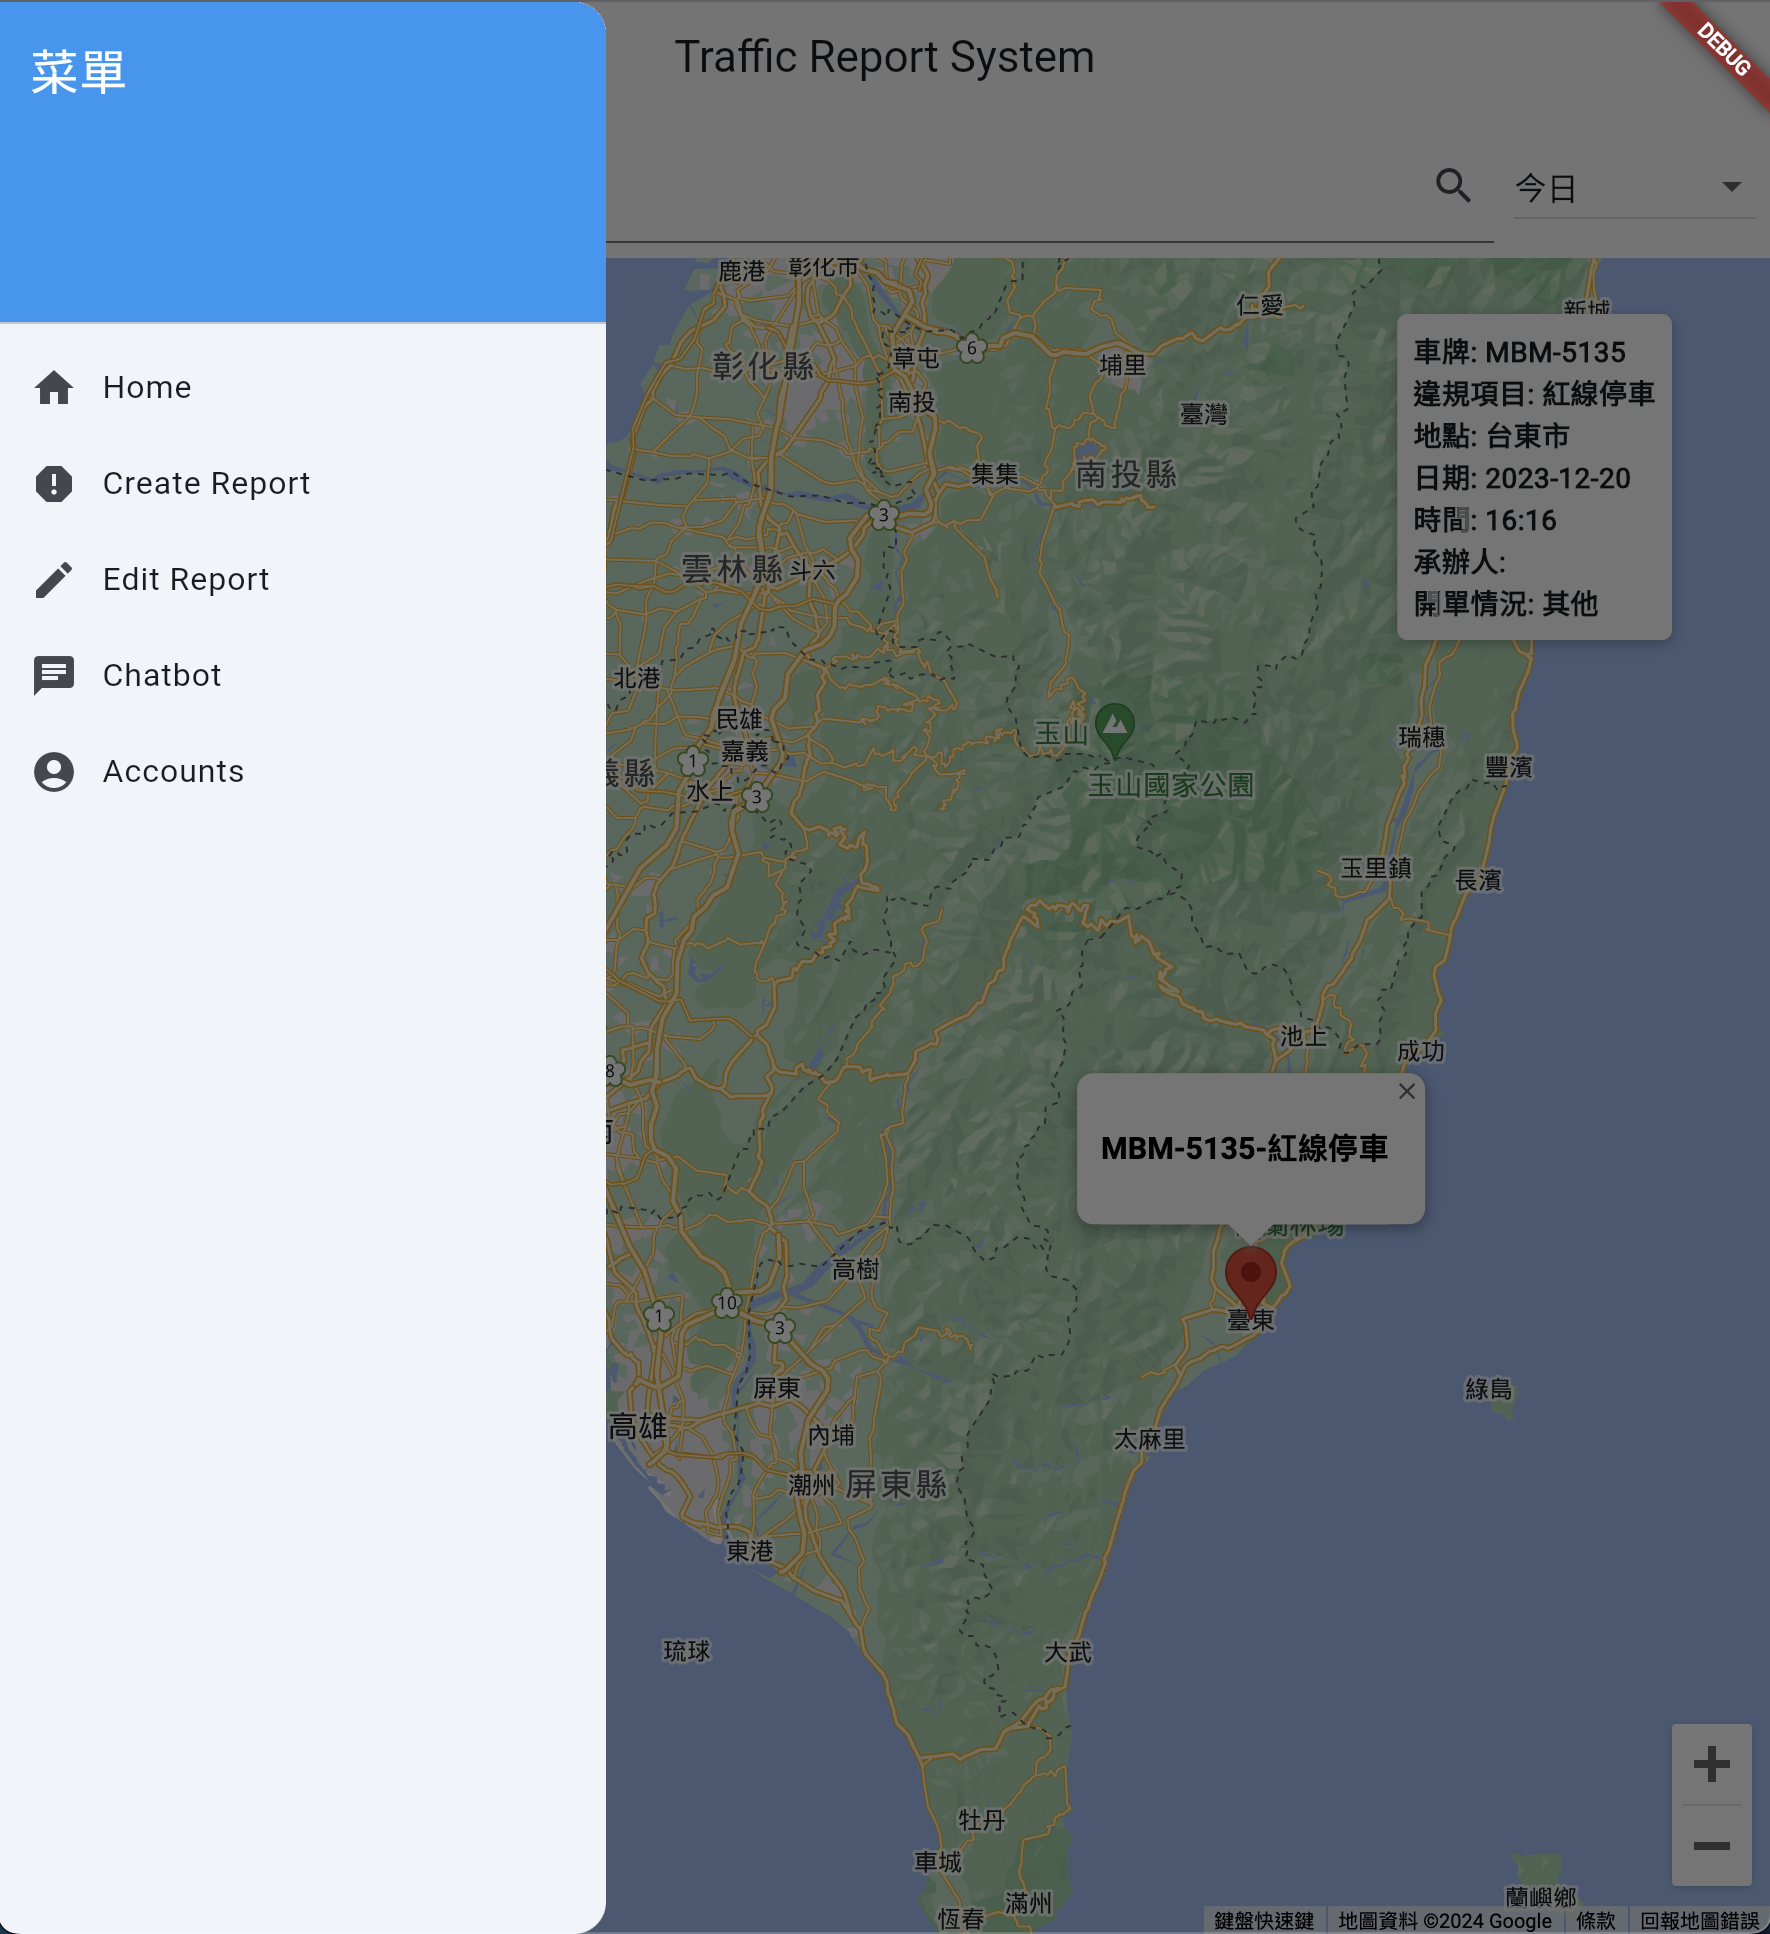 菜單
Home
Create Report
Edit Report
Chatbot
Accounts
Traffic Report System
DEBUG
今日
車牌: MBM-5135
違規項目: 紅線停車
地點: 台東市
日期: 2023-12-20
時間: 16:16
承辦人:
開單情況: 其他
鹿港
彰化市
仁愛
新城
彰化縣
草屯
6
埔里
南投
臺灣
集集
南投縣
3
雲林縣
斗六
北港
民雄
嘉義
1
義縣
水上
3
玉山
玉山國家公園
瑞穗
豐濱
玉里鎮
長濱
池上
成功
8
MBM-5135-紅線停車
蘭林場
臺東
高樹
1
10
3
屏東
高雄
內埔
潮州
屏東縣
太麻里
綠島
東港
琉球
大武
牡丹
車城
滿州
恆春
蘭嶼鄉
鍵盤快速鍵
地圖資料 ©2024 Google
條款
回報地圖錯誤